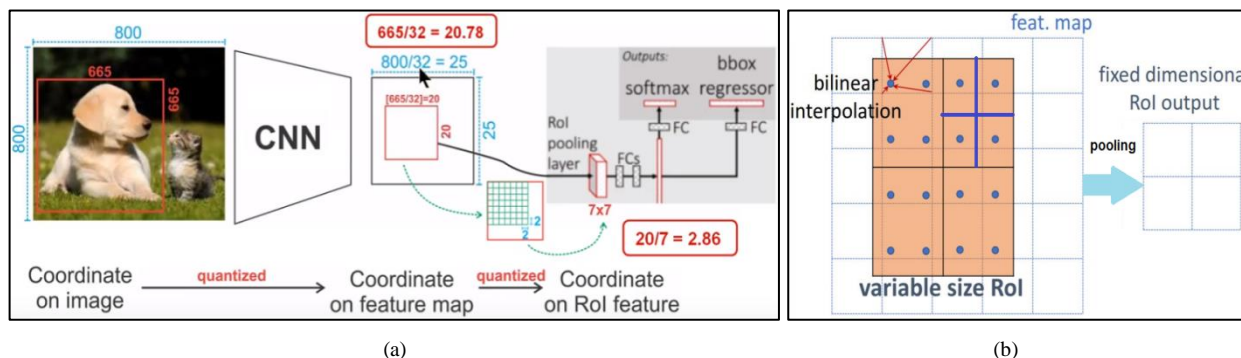 800
665
665
800
CNN
665/32 = 20.78
800/32 = 25
[665/32]=20
20
25
RoI
pooling
layer
Outputs:
softmax
bbox
regressor
FC
FC
FCs
7x7
2
2
20/7 = 2.86
Coordinate
on image
quantized
Coordinate
on feature map
quantized
Coordinate
on RoI feature
(a)
feat. map
bilinear
interpolation
variable size RoI
pooling
fixed dimensional
RoI output
(b)